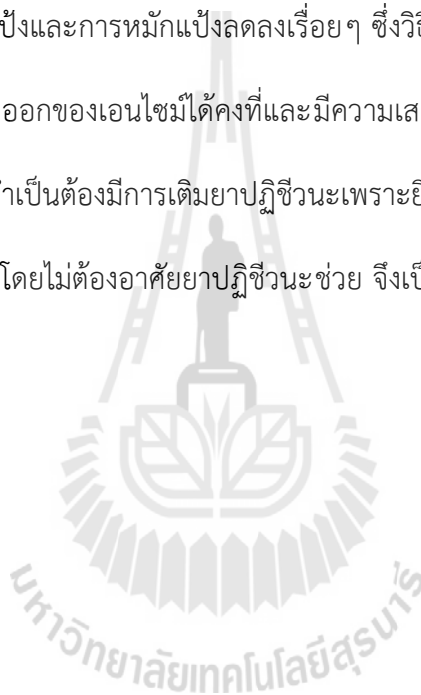 ป้งและการหมักแป้งลดลงเรื่อยๆ ซึ่งวิธี
ออกของเอนไซม์ได้คงที่และมีความเส
ำเป็นต้องมีการเติมยาปฏิชีวนะเพราะยี
โดยไม่ต้องอาศัยยาปฏิชีวนะช่วย จึงเป็
มหาวิทยาลัยเทคโนโลยีสุรนารี